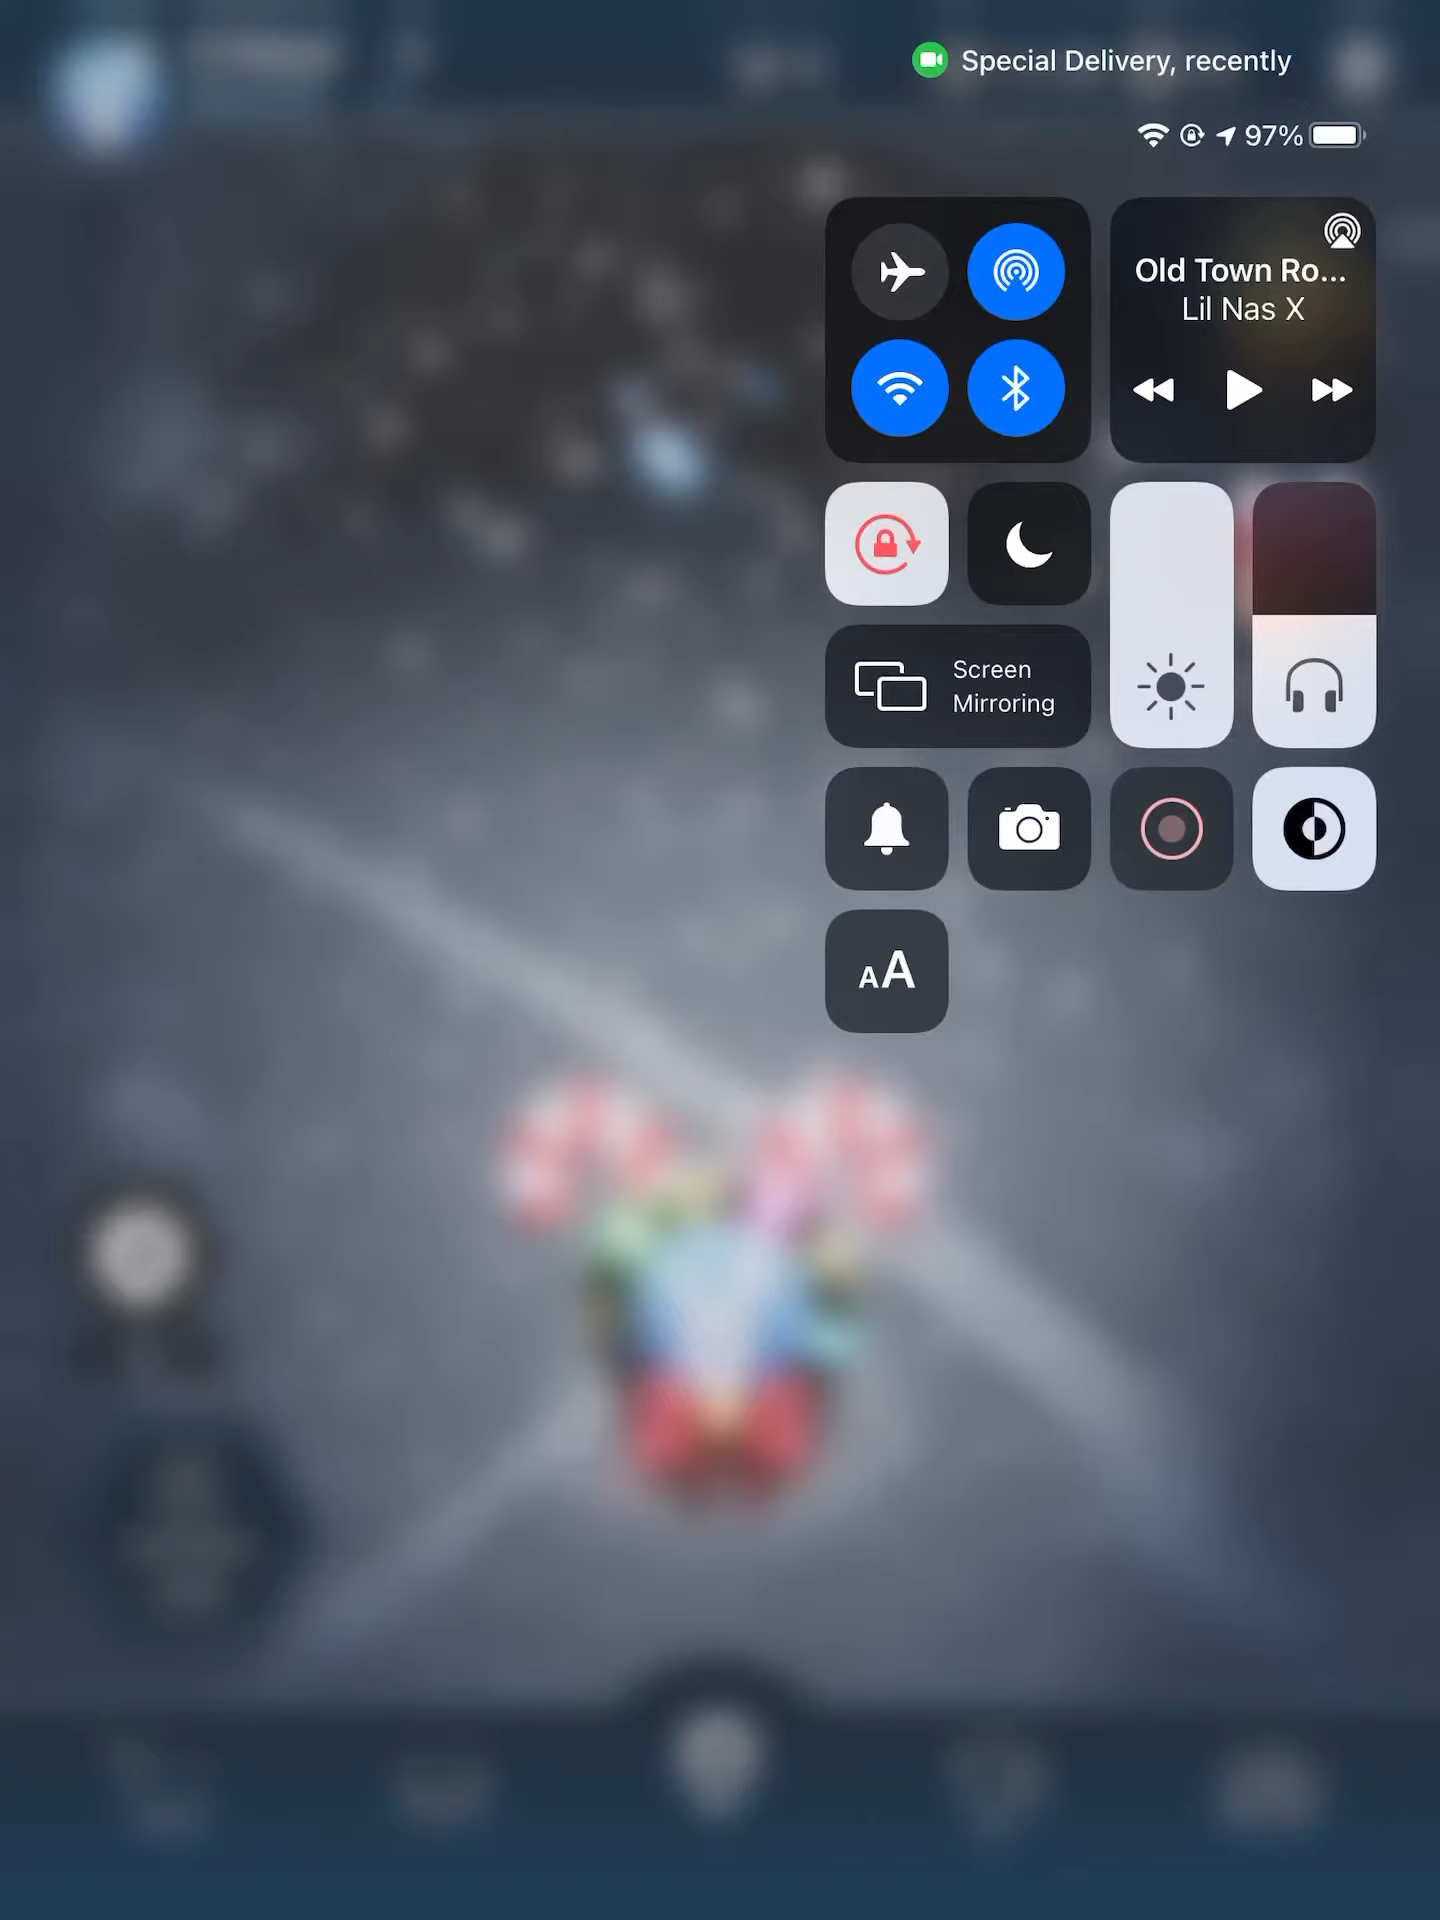 Special Delivery, recently
97%
Old Town Ro...
Lil Nas X
Screen
Mirroring
AA